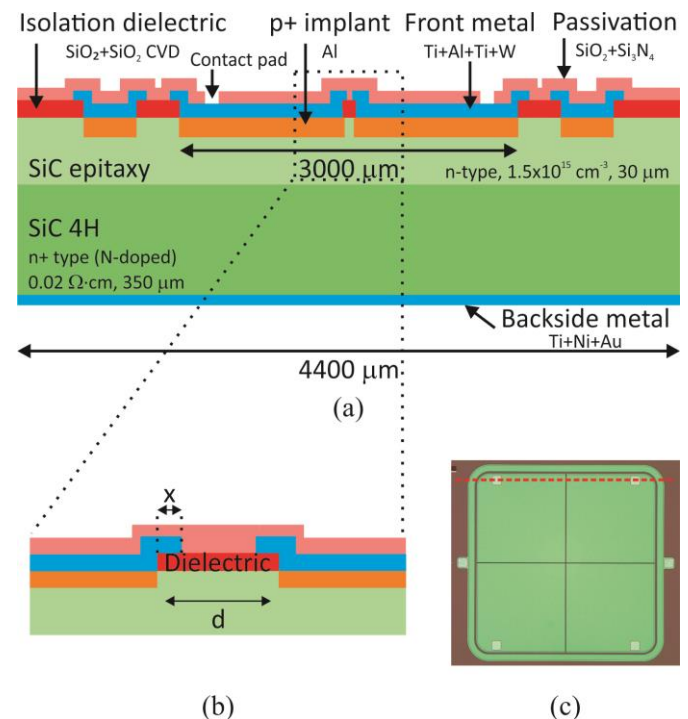 Isolation dielectric
SiO₂+SiO₂ CVD
Contact pad
p+ implant
Al
Front metal
Ti+Al+Ti+W
Passivation
SiO₂+Si₃N₄
SiC epitaxy
3000 μm
n-type, 1.5x10¹⁵ cm⁻³, 30 μm
SiC 4H
n+ type (N-doped)
0.02 Ω·cm, 350 μm
Backside metal
Ti+Ni+Au
4400 μm
(a)
x
Dielectric
d
(b)
(c)